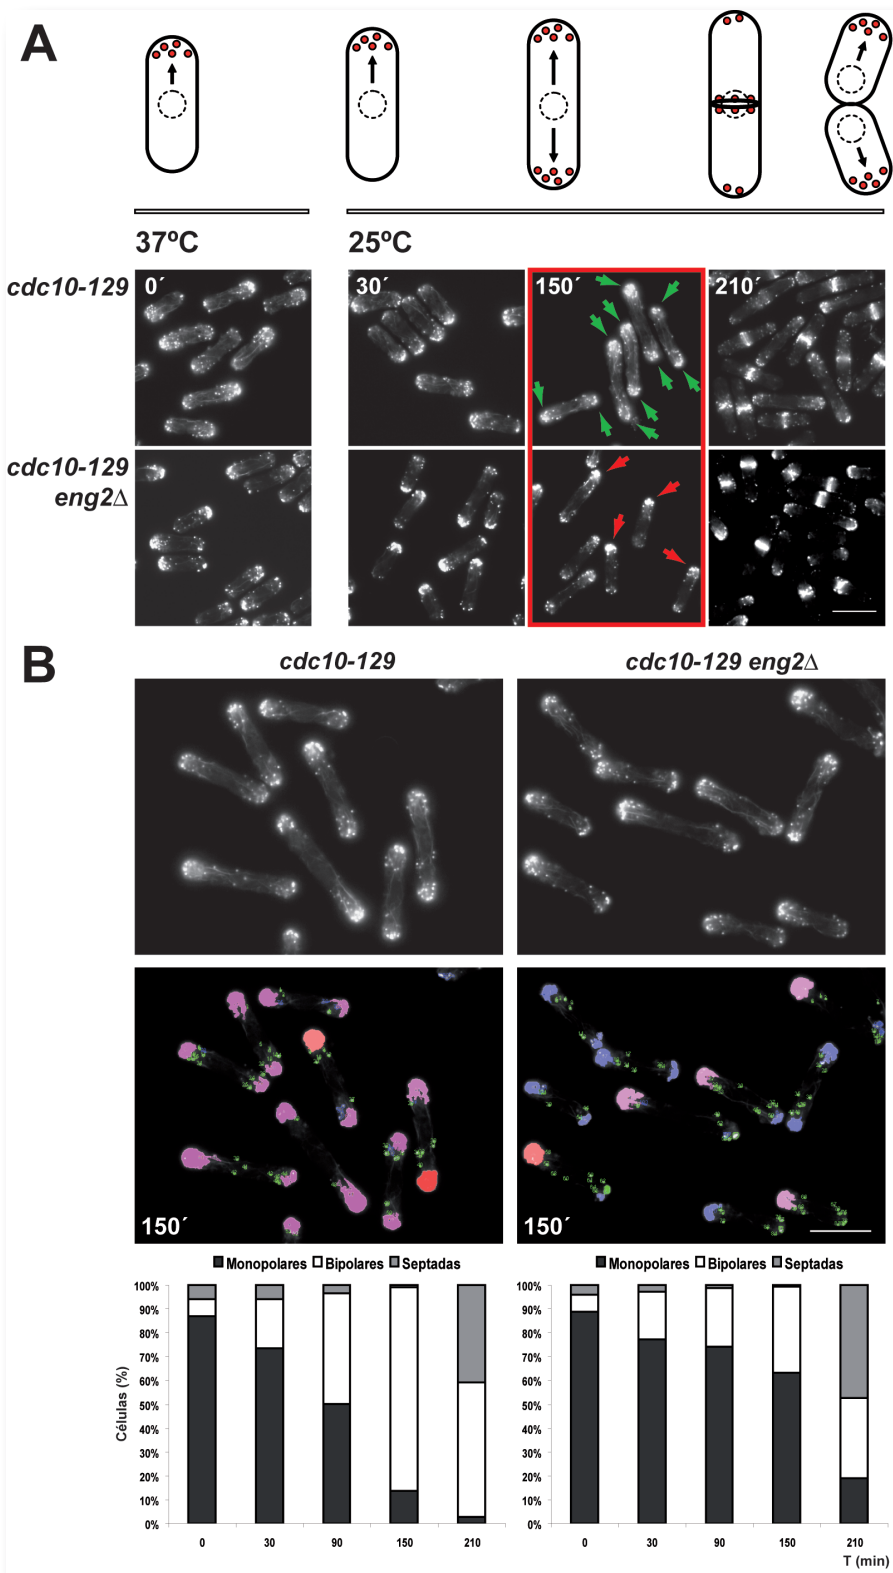 A
37ºC
25ºC
cdc10-129
0´
30´
150´
210´
cdc10-129
eng2Δ
B
cdc10-129
cdc10-129 eng2Δ
150´
150´
Monopolares Bipolares Septadas
Monopolares Bipolares Septadas
Células (%)
100%
90%
80%
70%
60%
50%
40%
30%
20%
10%
0%
0 30 90 150 210
100%
90%
80%
70%
60%
50%
40%
30%
20%
10%
0%
0 30 90 150 210
T (min)